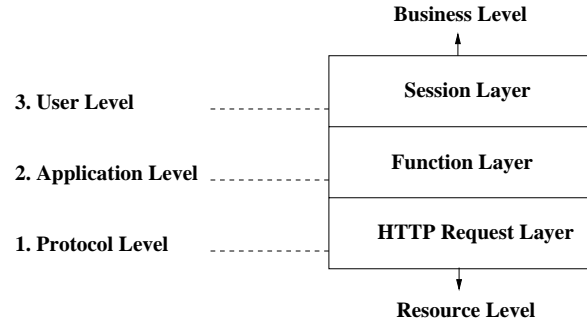 Business Level
Session Layer
3. User Level
Function Layer
2. Application Level
HTTP Request Layer
1. Protocol Level
Resource Level